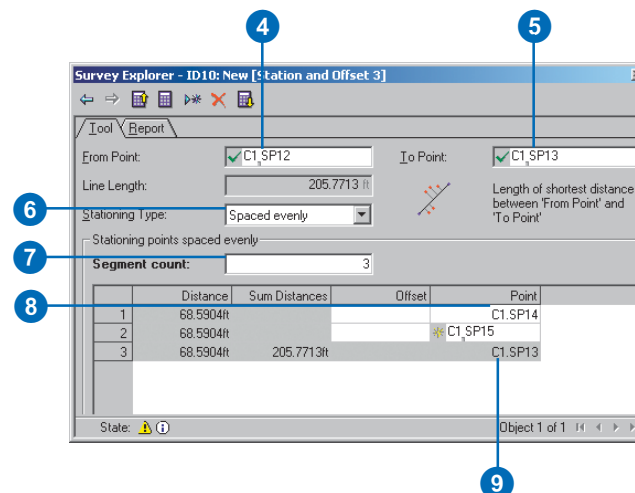 4
5
Survey Explorer - ID10: New [Station and Offset 3]
Tool Report
From Point: C1,,SP12 To Point: C1,,SP13
Line Length: 205.7713 ft Length of shortest distance
between 'From Point' and
'To Point'
6 Stationing Type: Spaced evenly
Stationing points spaced evenly
7 Segment count: 3
8 Distance Sum Distances Offset Point
1 68.5904ft C1.SP14
2 68.5904ft C1,,SP15
3 68.5904ft 205.7713ft C1.SP13
State: Object 1 of 1
9